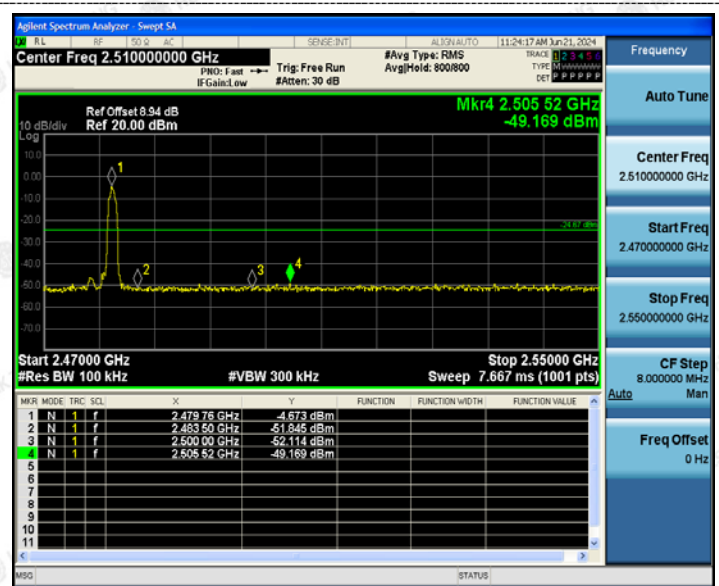 Agilent Spectrum Analyzer - Swept SA
RL RF 50 Ω AC SENSE:INT ALIGNAUTO 11:24:17 AM Jun 21, 2024
Center Freq 2.510000000 GHz
PNO: Fast
IFGain:Low
Trig: Free Run
#Atten: 30 dB
#Avg Type: RMS
Avg|Hold: 800/800
TRACE 1 2 3 4 5 6
TYPE M W W W W W
DET P P P P P P
Ref Offset 8.94 dB
10 dB/div Ref 20.00 dBm
Log
Mkr4 2.505 52 GHz
-49.169 dBm
10.0
0.00
-10.0
-20.0
-30.0
-40.0
-50.0
-60.0
-70.0
1
2
3
4
-24.67 dBm
Start 2.47000 GHz Stop 2.55000 GHz
#Res BW 100 kHz #VBW 300 kHz Sweep 7.667 ms (1001 pts)
MKR MODE TRC SCL X Y FUNCTION FUNCTION WIDTH FUNCTION VALUE
1 N 1 f 2.479 76 GHz -4.673 dBm
2 N 1 f 2.483 50 GHz -51.845 dBm
3 N 1 f 2.500 00 GHz -52.114 dBm
4 N 1 f 2.505 52 GHz -49.169 dBm
5
6
7
8
9
10
11
MSG STATUS
Frequency
Auto Tune
Center Freq
2.510000000 GHz
Start Freq
2.470000000 GHz
Stop Freq
2.550000000 GHz
CF Step
8.000000 MHz
Auto Man
Freq Offset
0 Hz